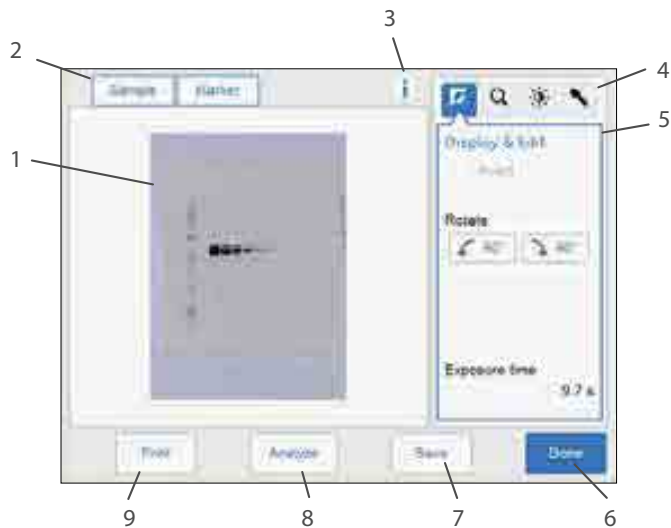 3
2
4
Sample Marker
i
5
Display & Edit
1
Rotate
90° 90°
Exposure time
9.7 s
Print Analyze Save Done
9 8 7 6